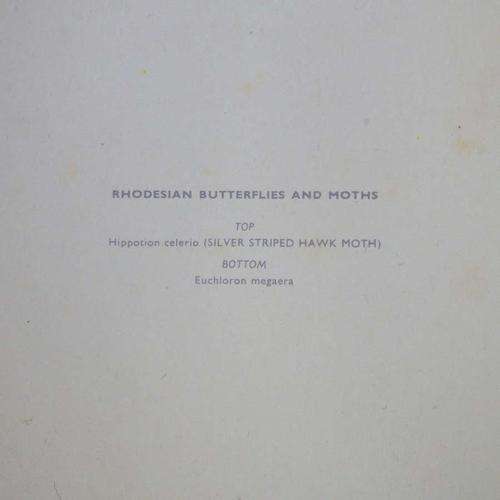 RHODESIAN BUTTERFLIES AND MOTHS
TOP
Hippotion celerio (SILVER STRIPED HAWK MOTH)
BOTTOM
Euchloron megaera